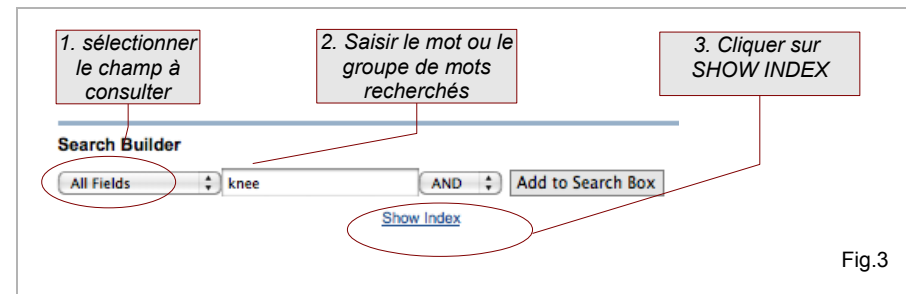 1. sélectionner
le champ à
consulter
2. Saisir le mot ou le
groupe de mots
recherchés
3. Cliquer sur
SHOW INDEX
Search Builder
All Fields knee AND Add to Search Box
Show Index
Fig.3